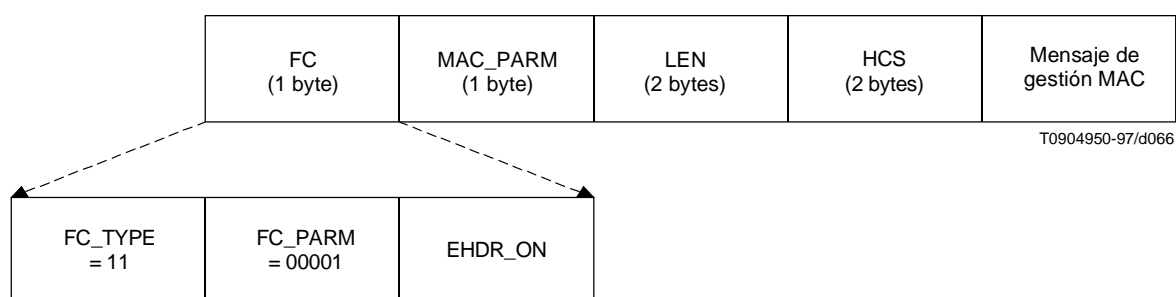 FC
(1 byte)
MAC_PARM
(1 byte)
LEN
(2 bytes)
HCS
(2 bytes)
Mensaje de
gestión MAC
T0904950-97/d066
FC_TYPE
= 11
FC_PARM
= 00001
EHDR_ON